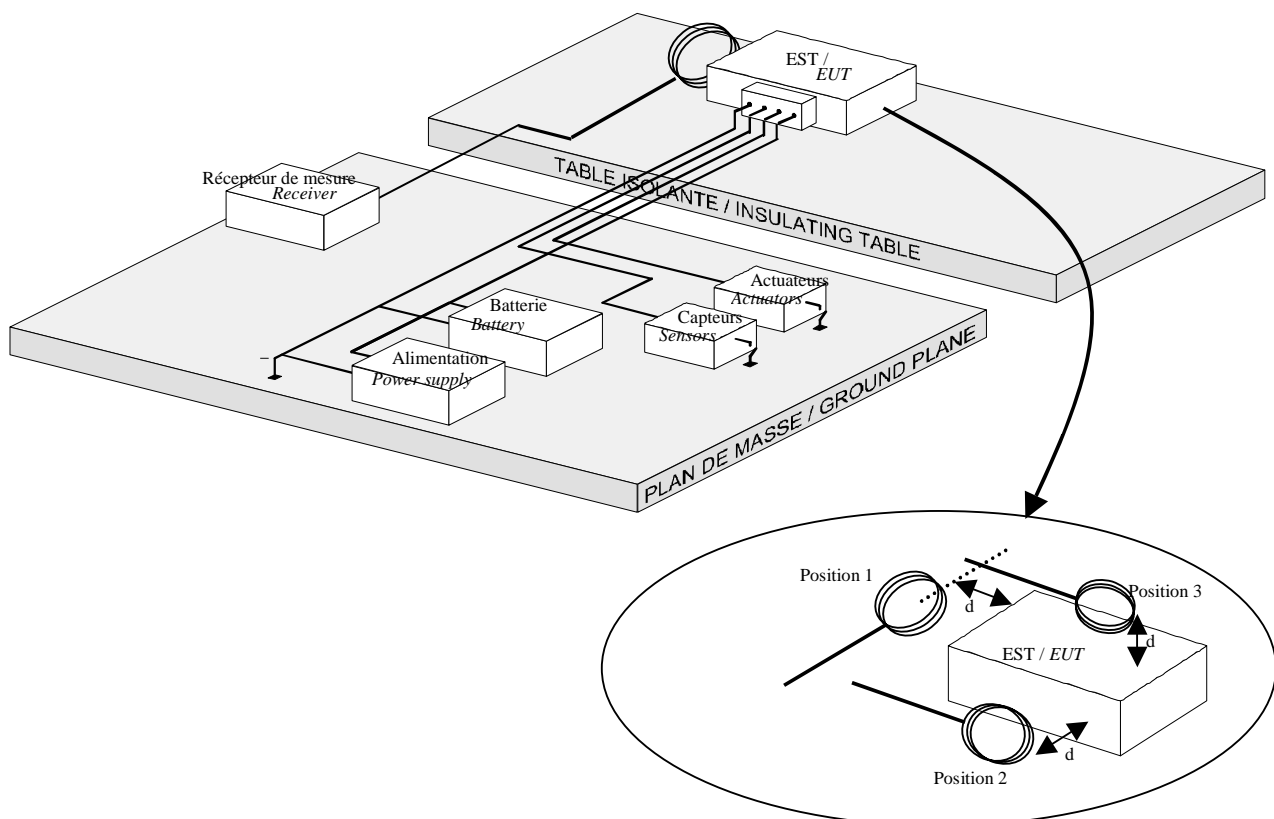 EST /
EUT
Récepteur de mesure
Receiver
TABLE ISOLANTE / INSULATING TABLE
Actuateurs
Actuators
Batterie
Battery
Capteurs
Sensors
Alimentation
Power supply
–
PLAN DE MASSE / GROUND PLANE
Position 1
d
Position 3
d
EST / EUT
Position 2
d